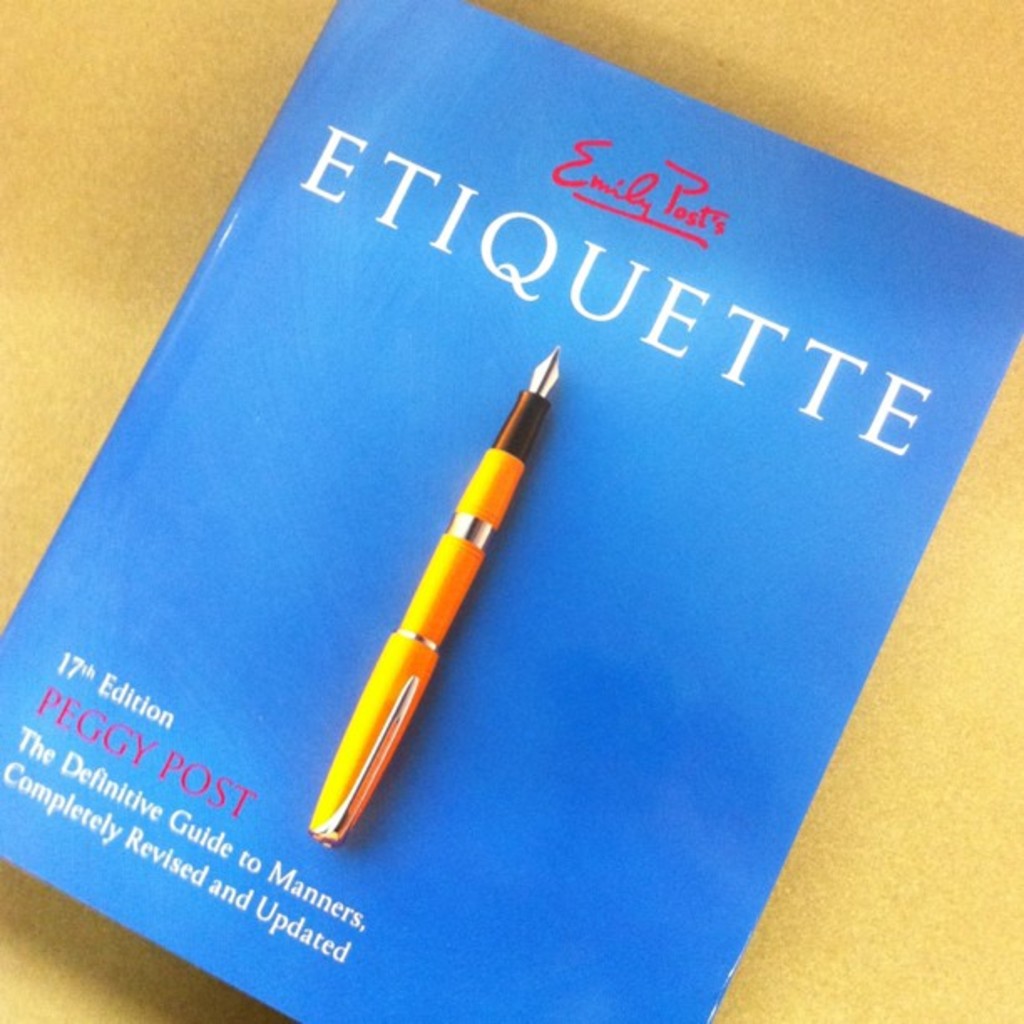 Emily Post's
ETIQUETTE
17th Edition
PEGGY POST
The Definitive Guide to Manners,
Completely Revised and Updated